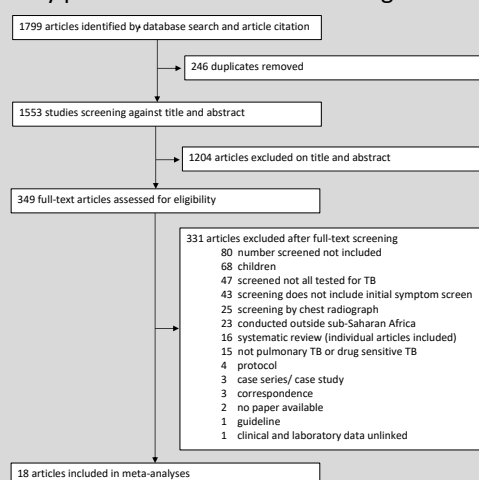 1799 articles identified by database search and article citation
246 duplicates removed
1553 studies screening against title and abstract
1204 articles excluded on title and abstract
349 full-text articles assessed for eligibility
331 articles excluded after full-text screening
80 number screened not included
68 children
47 screened not all tested for TB
43 screening does not include initial symptom screen
25 screening by chest radiograph
23 conducted outside sub-Saharan Africa
16 systematic review (individual articles included)
15 not pulmonary TB or drug sensitive TB
4 protocol
3 case series/ case study
3 correspondence
2 no paper available
1 guideline
1 clinical and laboratory data unlinked
18 articles included in meta-analyses